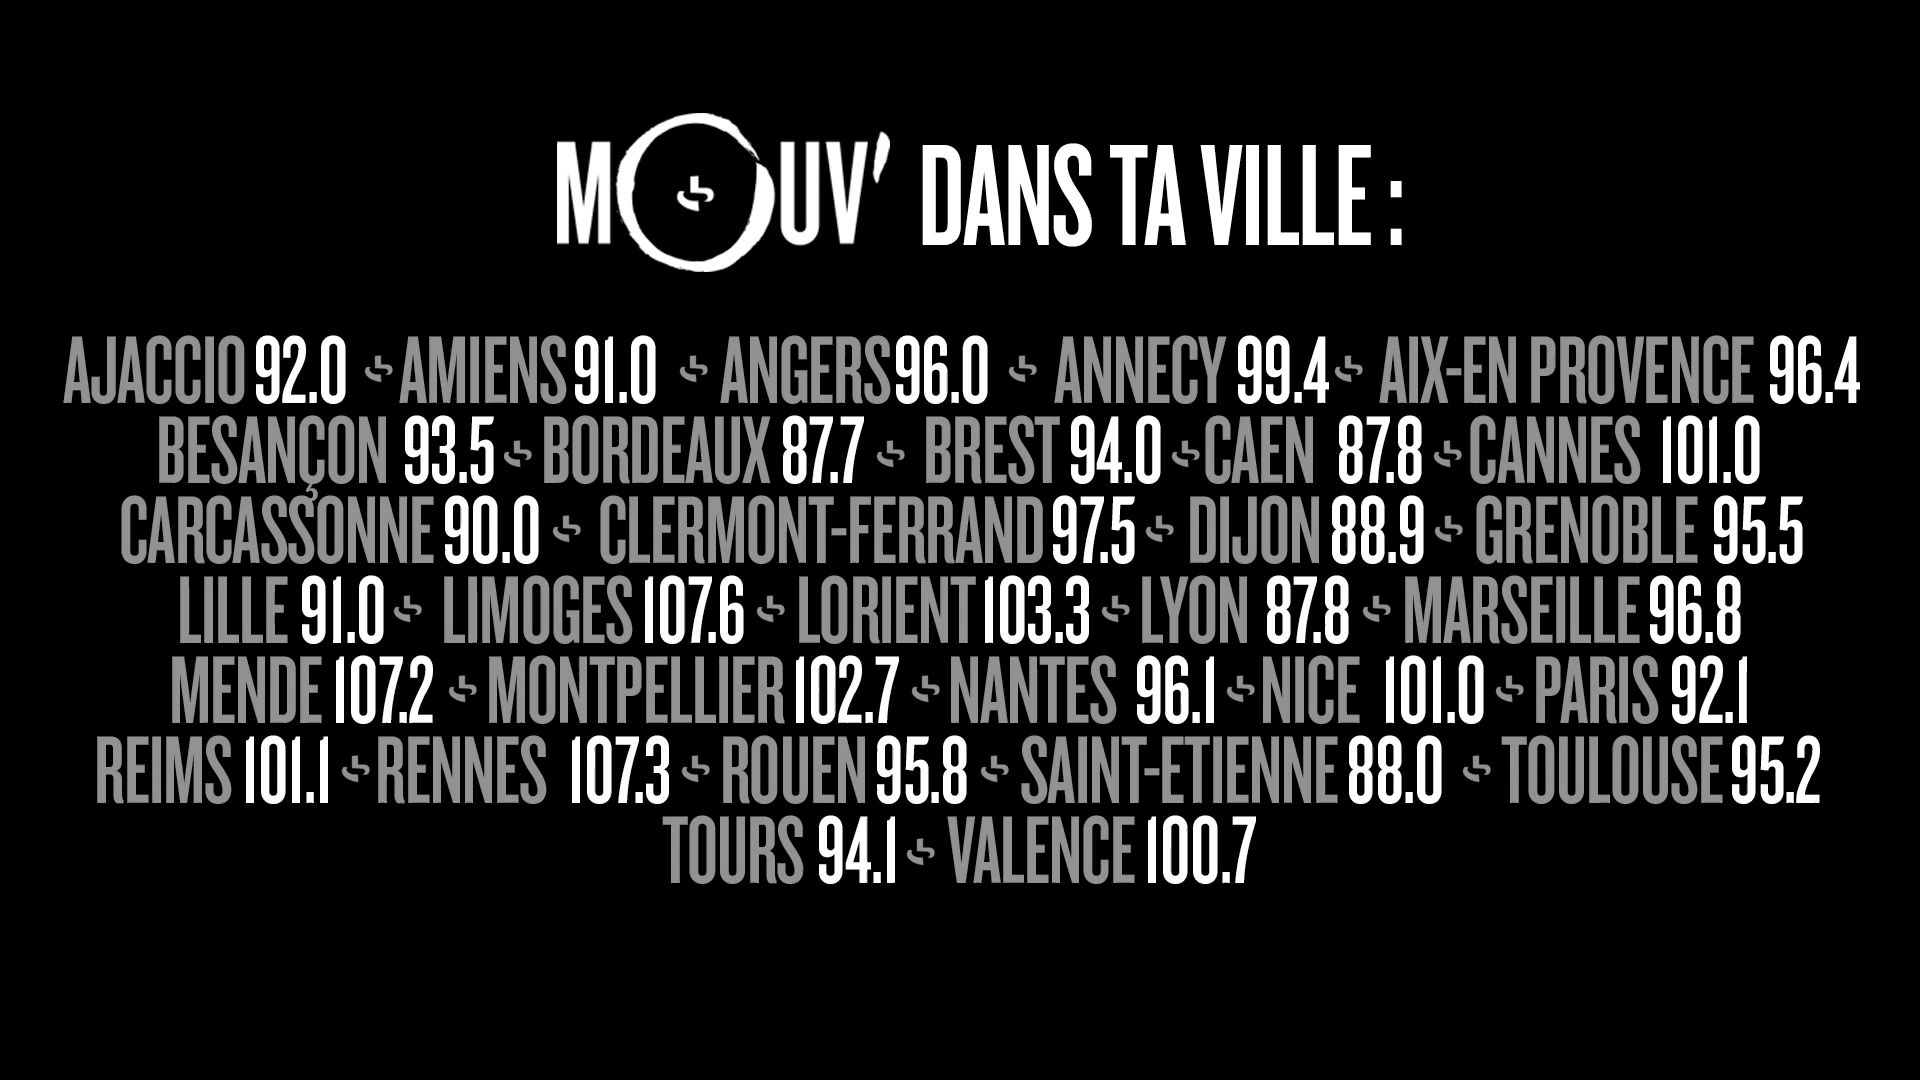 MOUV' DANS TA VILLE :
AJACCIO 92.0 AMIENS 91.0 ANGERS 96.0 ANNECY 99.4 AIX-EN PROVENCE 96.4
BESANÇON 93.5 BORDEAUX 87.7 BREST 94.0 CAEN 87.8 CANNES 101.0
CARCASSONNE 90.0 CLERMONT-FERRAND 97.5 DIJON 88.9 GRENOBLE 95.5
LILLE 91.0 LIMOGES 107.6 LORIENT 103.3 LYON 87.8 MARSEILLE 96.8
MENDE 107.2 MONTPELLIER 102.7 NANTES 96.1 NICE 101.0 PARIS 92.1
REIMS 101.1 RENNES 107.3 ROUEN 95.8 SAINT-ETIENNE 88.0 TOULOUSE 95.2
TOURS 94.1 VALENCE 100.7